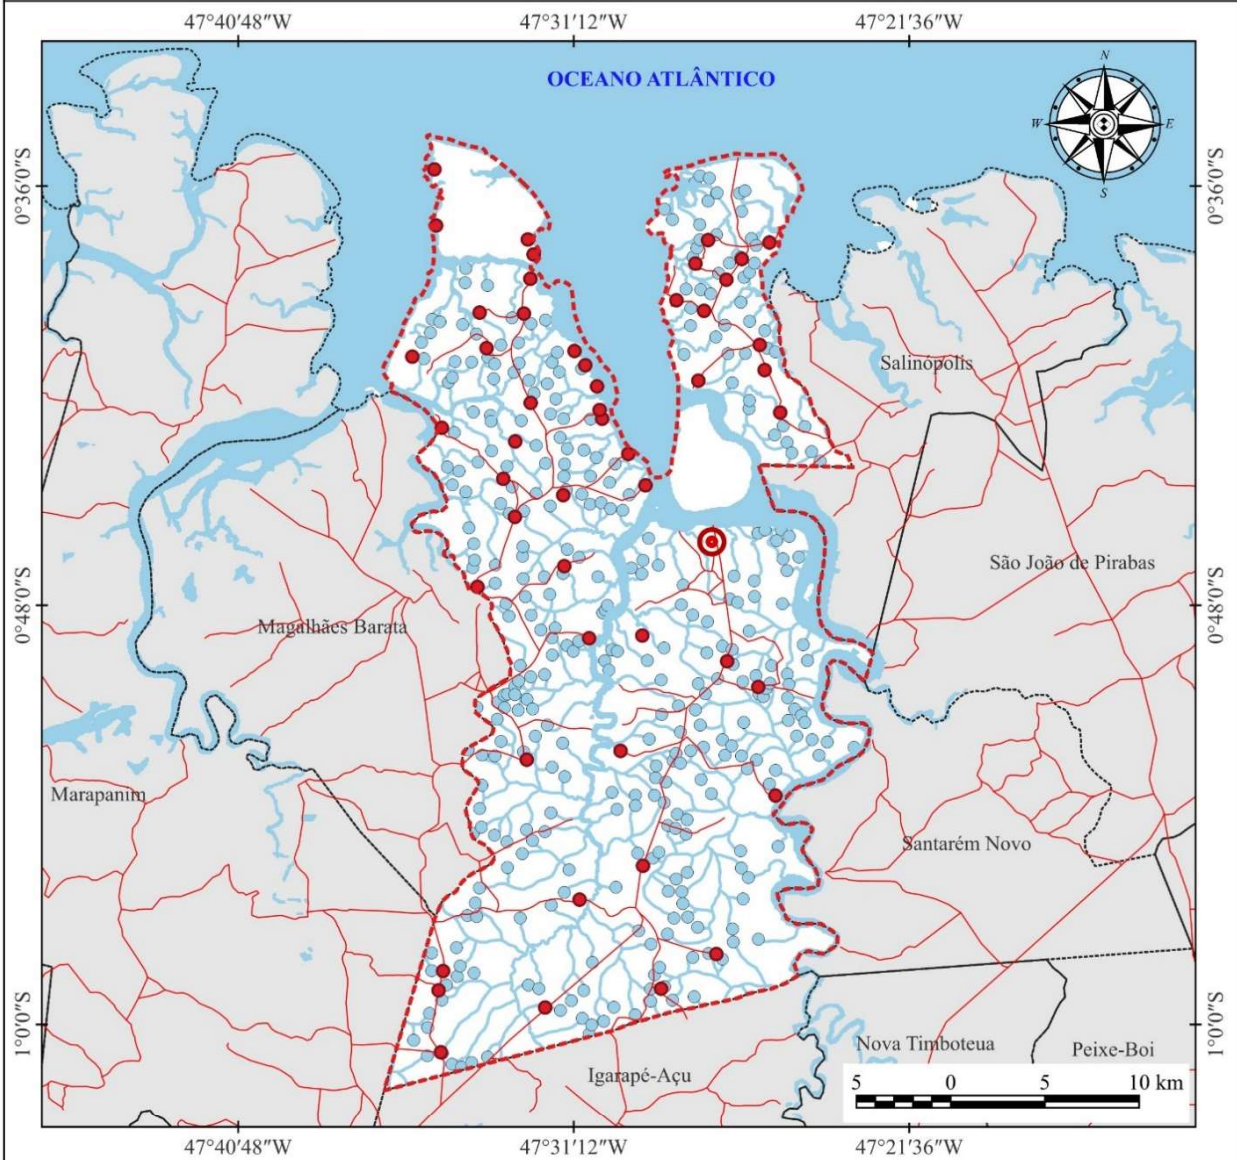 47°40′48″W 47°31′12″W 47°21′36″W
OCEANO ATLÂNTICO
N
W E
S
0°36′0″S 0°36′0″S
Salinópolis
São João de Pirabas
0°48′0″S 0°48′0″S
Magalhães Barata
Marapanim
Santarém Novo
1°0′0″S 1°0′0″S
Nova Timboteua
Peixe-Boi
Igarapé-Açu
5 0 5 10 km
47°40′48″W 47°31′12″W 47°21′36″W